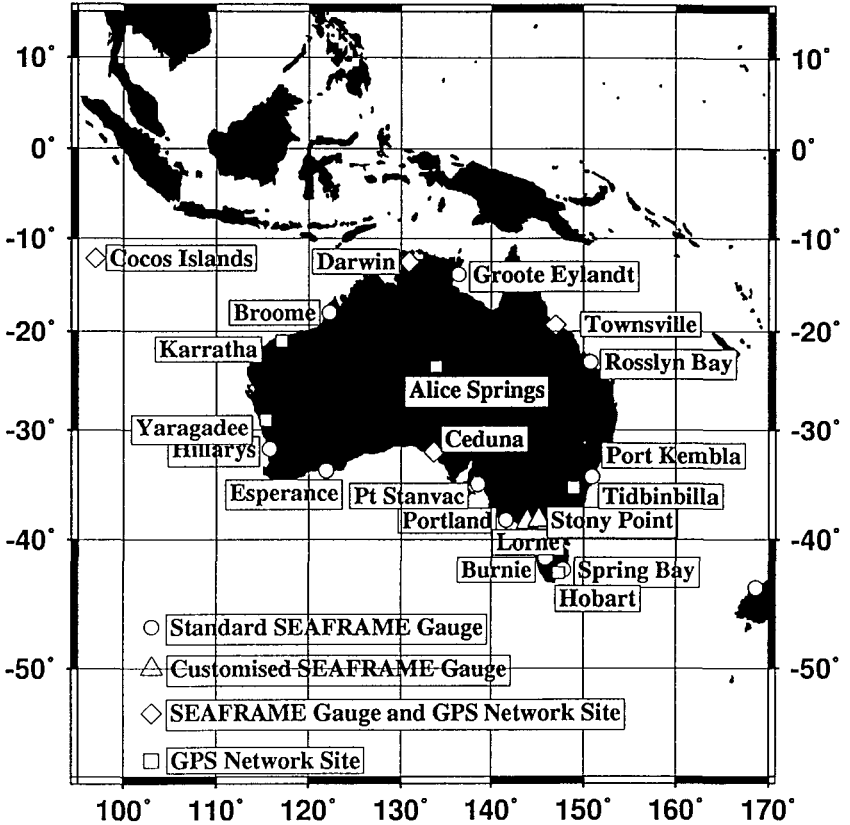 10° 10°
0° 0°
-10° -10°
Cocos Islands
Darwin
Groote Eylandt
Broome
Townsville
-20° -20°
Karratha
Rosslyn Bay
Alice Springs
Yaragadee
-30° -30°
Ceduna
Hillarys
Port Kembla
Esperance
Pt Stanvac
Tidbinbilla
Portland
Stony Point
-40° -40°
Lorne
Burnie
Spring Bay
Hobart
Standard SEAFRAME Gauge
Customised SEAFRAME Gauge
-50° -50°
SEAFRAME Gauge and GPS Network Site
GPS Network Site
100° 110° 120° 130° 140° 150° 160° 170°